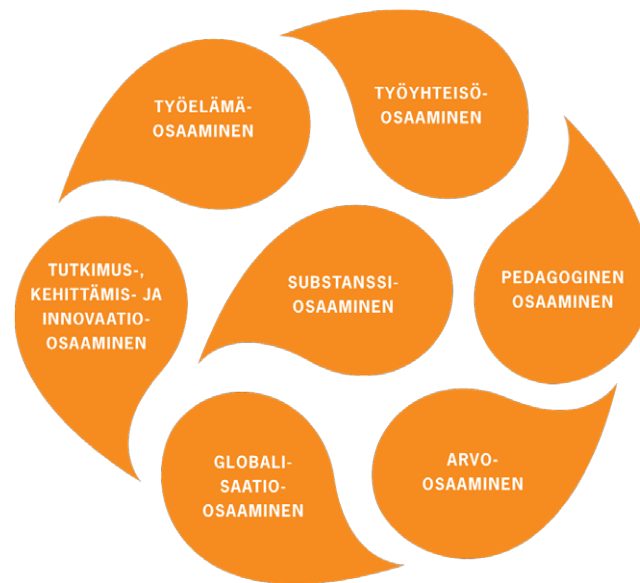 TYÖELÄMÄ-
OSAAMINEN
TYÖYHTEISÖ-
OSAAMINEN
TUTKIMUS-,
KEHITTÄMIS- JA
INNOVAATIO-
OSAAMINEN
SUBSTANSSI-
OSAAMINEN
PEDAGOGINEN
OSAAMINEN
GLOBALI-
SAATIO-
OSAAMINEN
ARVO-
OSAAMINEN